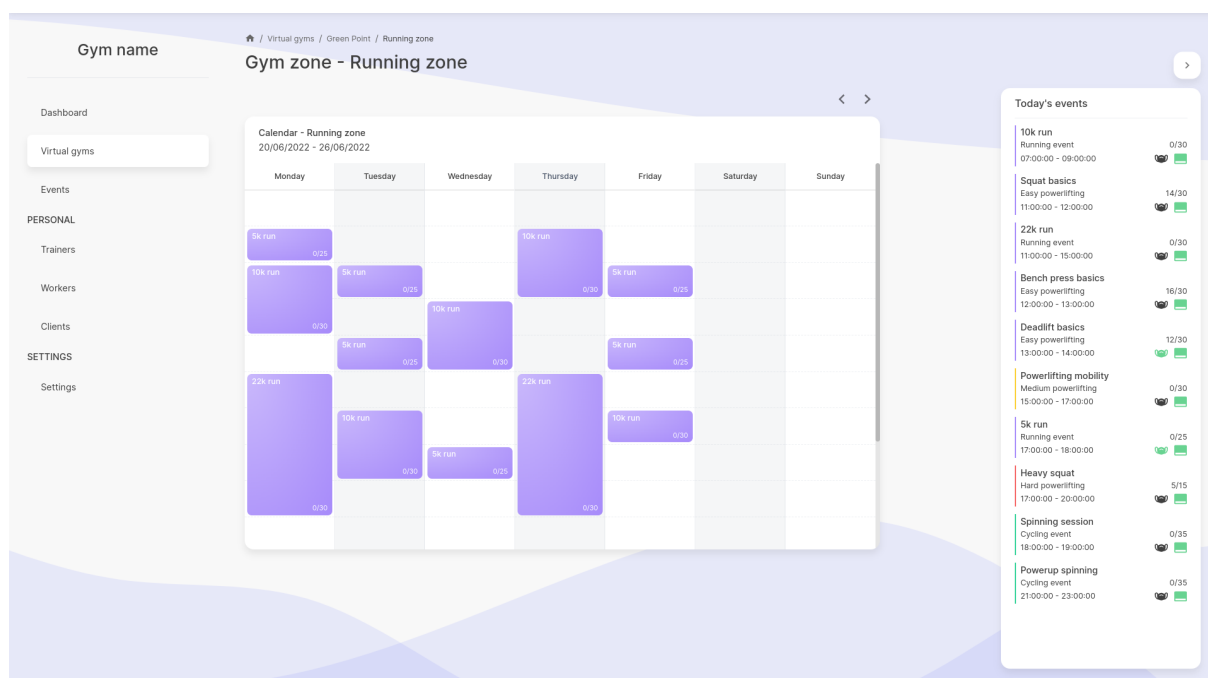 Gym name
Dashboard
Virtual gyms
Events
PERSONAL
Trainers
Workers
Clients
SETTINGS
Settings
/ Virtual gyms / Green Point / Running zone
Gym zone - Running zone
Calendar - Running zone
20/06/2022 - 26/06/2022
Monday Tuesday Wednesday Thursday Friday Saturday Sunday
5k run
0/25
10k run
0/30
22k run
0/30
5k run
0/25
5k run
0/25
10k run
0/30
10k run
0/30
5k run
0/25
10k run
0/30
22k run
0/30
5k run
0/25
5k run
0/25
10k run
0/30
Today's events
10k run
Running event 0/30
07:00:00 - 09:00:00
Squat basics
Easy powerlifting 14/30
11:00:00 - 12:00:00
22k run
Running event 0/30
11:00:00 - 15:00:00
Bench press basics
Easy powerlifting 16/30
12:00:00 - 13:00:00
Deadlift basics
Easy powerlifting 12/30
13:00:00 - 14:00:00
Powerlifting mobility
Medium powerlifting 0/30
15:00:00 - 17:00:00
5k run
Running event 0/25
17:00:00 - 18:00:00
Heavy squat
Hard powerlifting 5/15
17:00:00 - 20:00:00
Spinning session
Cycling event 0/35
18:00:00 - 19:00:00
Powerup spinning
Cycling event 0/35
21:00:00 - 23:00:00